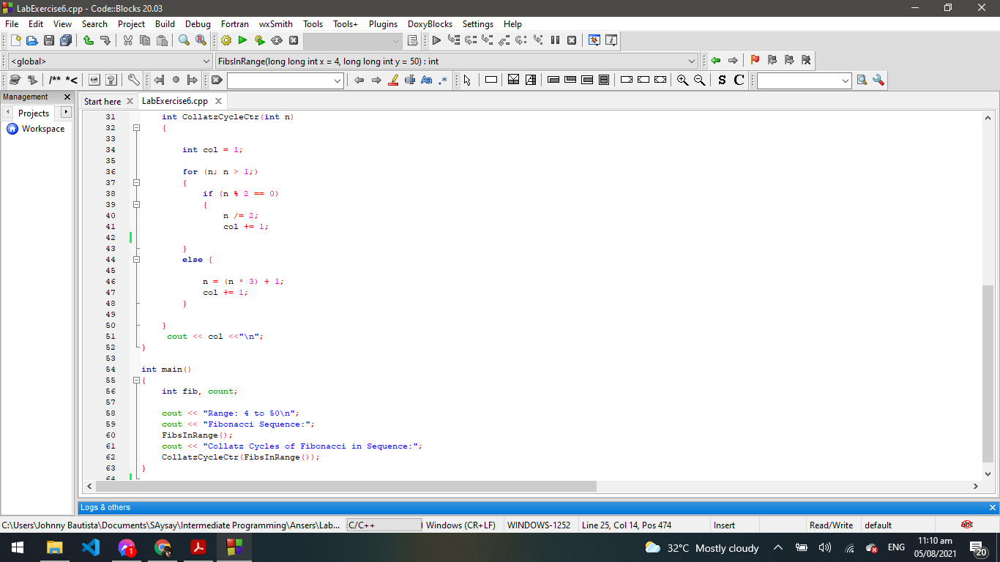 LabExercise6.cpp - Code::Blocks 20.03
File Edit View Search Project Build Debug Fortran wxSmith Tools Tools+ Plugins DoxyBlocks Settings Help
<global> FibsInRange(long long int x = 4, long long int y = 50) : int
/** *< Aa .* S C
Management
Start here LabExercise6.cpp
Projects
Workspace
31 int CollatzCycleCtr(int n)
32 {
33
34 int col = 1;
35
36 for (n; n > 1;)
37 {
38 if (n % 2 == 0)
39 {
40 n /= 2;
41 col += 1;
42
43 }
44 else {
45
46 n = (n * 3) + 1;
47 col += 1;
48 }
49
50 }
51 cout << col <<"\n";
52 }
53
54 int main()
55 {
56 int fib, count;
57
58 cout << "Range: 4 to 50\n";
59 cout << "Fibonacci Sequence:";
60 FibsInRange();
61 cout << "Collatz Cycles of Fibonacci in Sequence:";
62 CollatzCycleCtr(FibsInRange());
63 }
64
Logs & others
C:\Users\Johnny Bautista\Documents\SAysay\Intermediate Programming\Ansers\Lab... C/C++ Windows (CR+LF) WINDOWS-1252 Line 25, Col 14, Pos 474 Insert Read/Write default abc
1 32°C Mostly cloudy ENG 11:10 am
05/08/2021 20